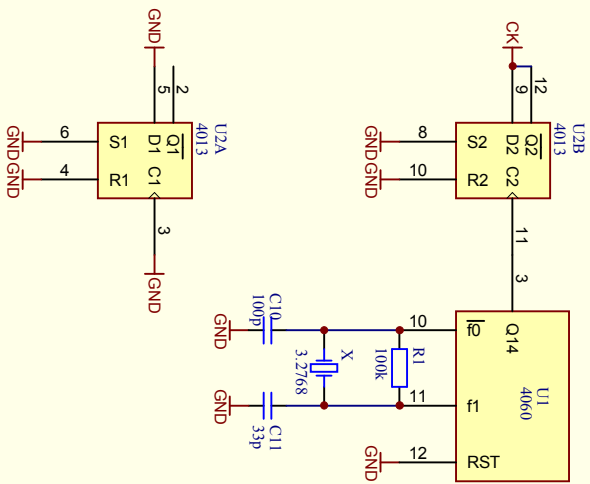 GND
5
2
U2A
4013
GND
6
S1
D1
Q1
GND
4
R1
C1
3
GND
CK
9
12
U2B
4013
GND
8
S2
D2
Q2
GND
10
R2
C2
11
3
C10
100p
GND
10
f0
Q14
X
3.2768
R1
100k
U1
4060
GND
C11
33p
11
f1
GND
12
RST